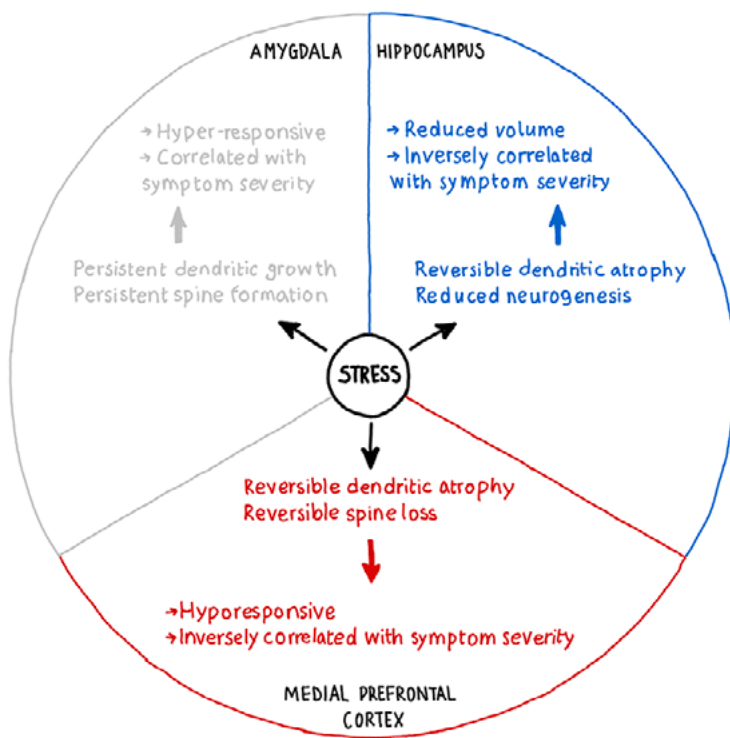 AMYGDALA
→ Hyper-responsive
→ Correlated with
symptom severity
Persistent dendritic growth
Persistent spine formation
HIPPOCAMPUS
→ Reduced volume
→ Inversely correlated
with symptom severity
Reversible dendritic atrophy
Reduced neurogenesis
STRESS
Reversible dendritic atrophy
Reversible spine loss
→Hyporesponsive
→Inversely correlated with symptom severity
MEDIAL PREFRONTAL
CORTEX